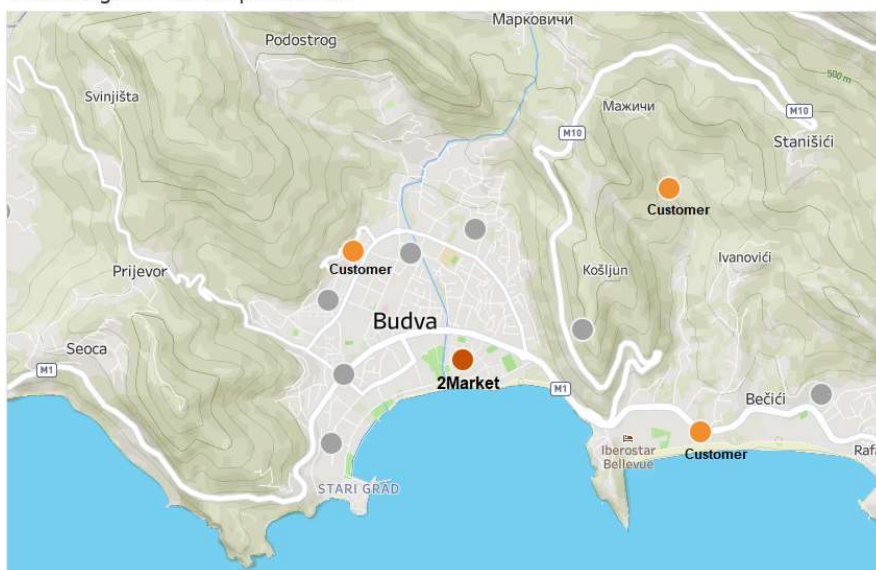 Podostrog
Марковичи
Svinjišta
500 m
Мажичи
M10
M10
Stanišići
Customer
Customer
Prijevor
Košljun
Ivanovići
Budva
Seoca
M1
2Market
M1
Bečići
Iberostar
Bellevue
Customer
Rafa
STARI GRAD